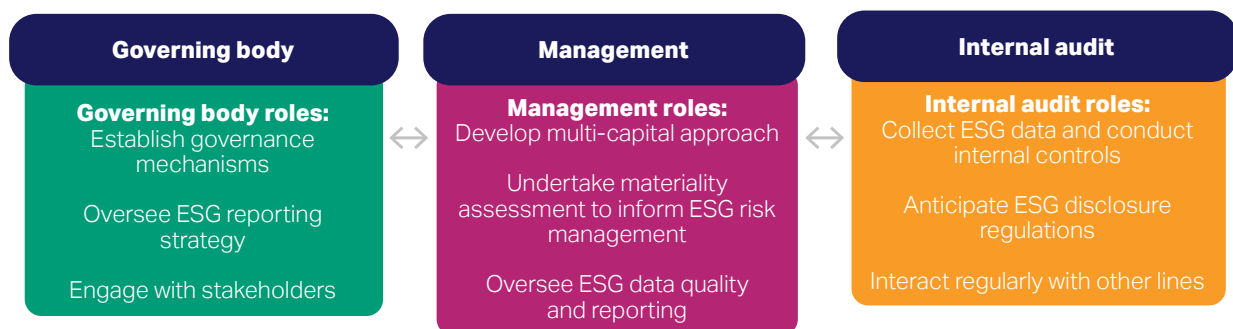 Governing body
Governing body roles:
Establish governance
mechanisms
Oversee ESG reporting
strategy
Engage with stakeholders
Management
Management roles:
Develop multi-capital approach
Undertake materiality
assessment to inform ESG risk
management
Oversee ESG data quality
and reporting
Internal audit
Internal audit roles:
Collect ESG data and conduct
internal controls
Anticipate ESG disclosure
regulations
Interact regularly with other lines